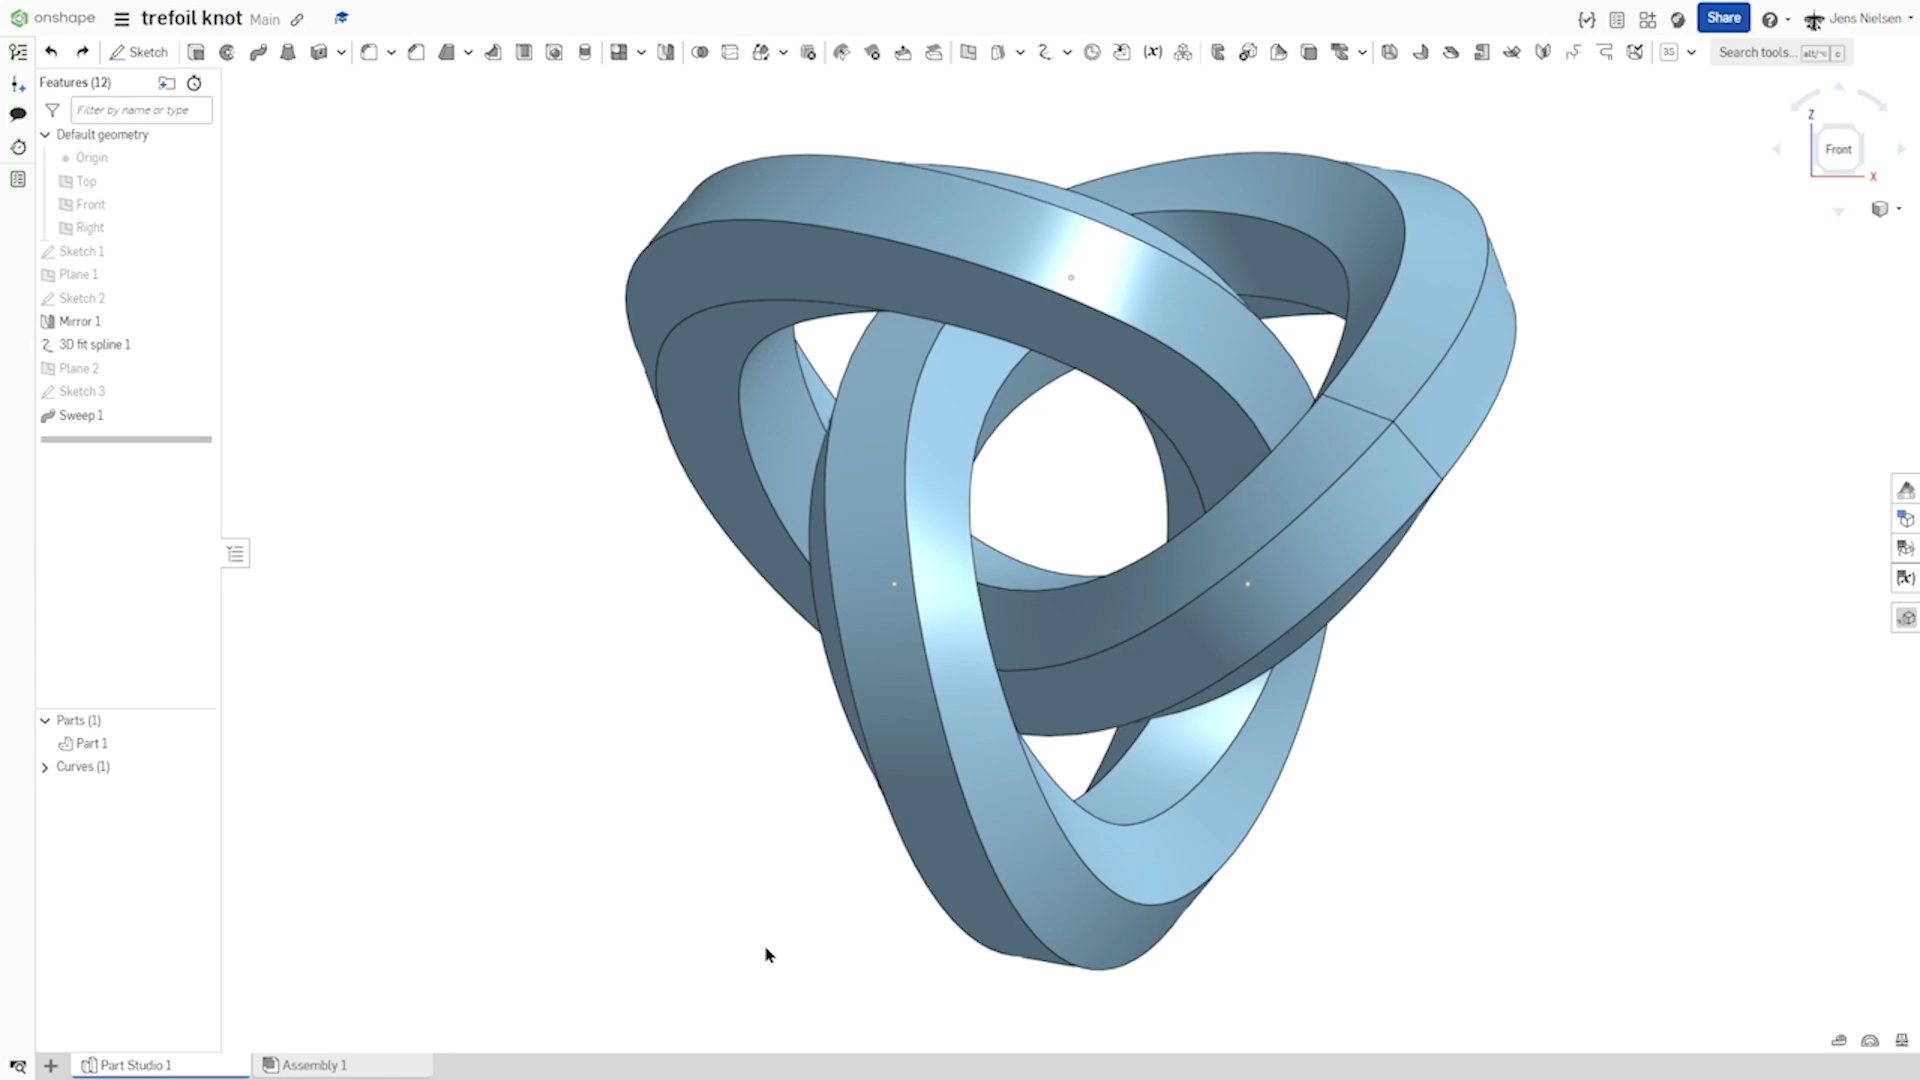 onshape trefoil knot Main Share Jens Nielsen
Sketch 3S Search tools... alt/⌥ c
Features (12)
Filter by name or type
Default geometry
Origin
Top
Front
Right
Sketch 1
Plane 1
Sketch 2
Mirror 1
3D fit spline 1
Plane 2
Sketch 3
Sweep 1
Parts (1)
Part 1
Curves (1)
Z
Front
X
(x)
Part Studio 1 Assembly 1